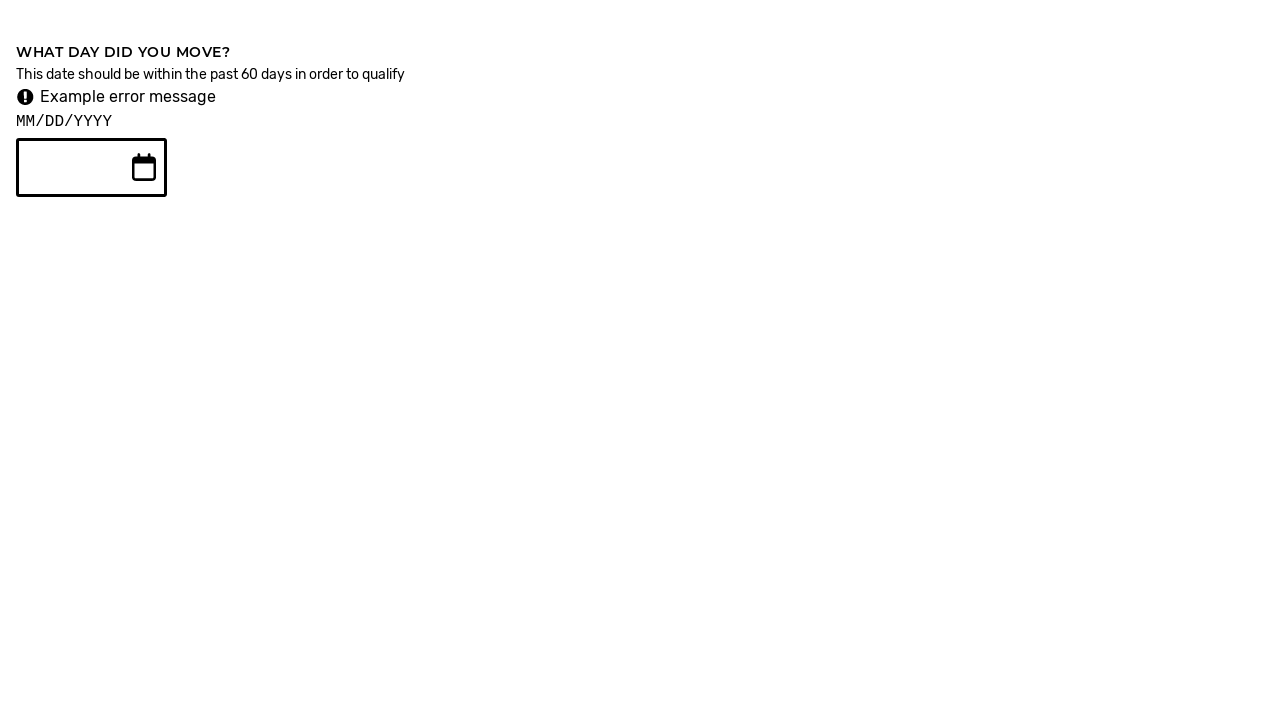 WHAT DAY DID YOU MOVE?
This date should be within the past 60 days in order to qualify
Example error message
MM/DD/YYYY